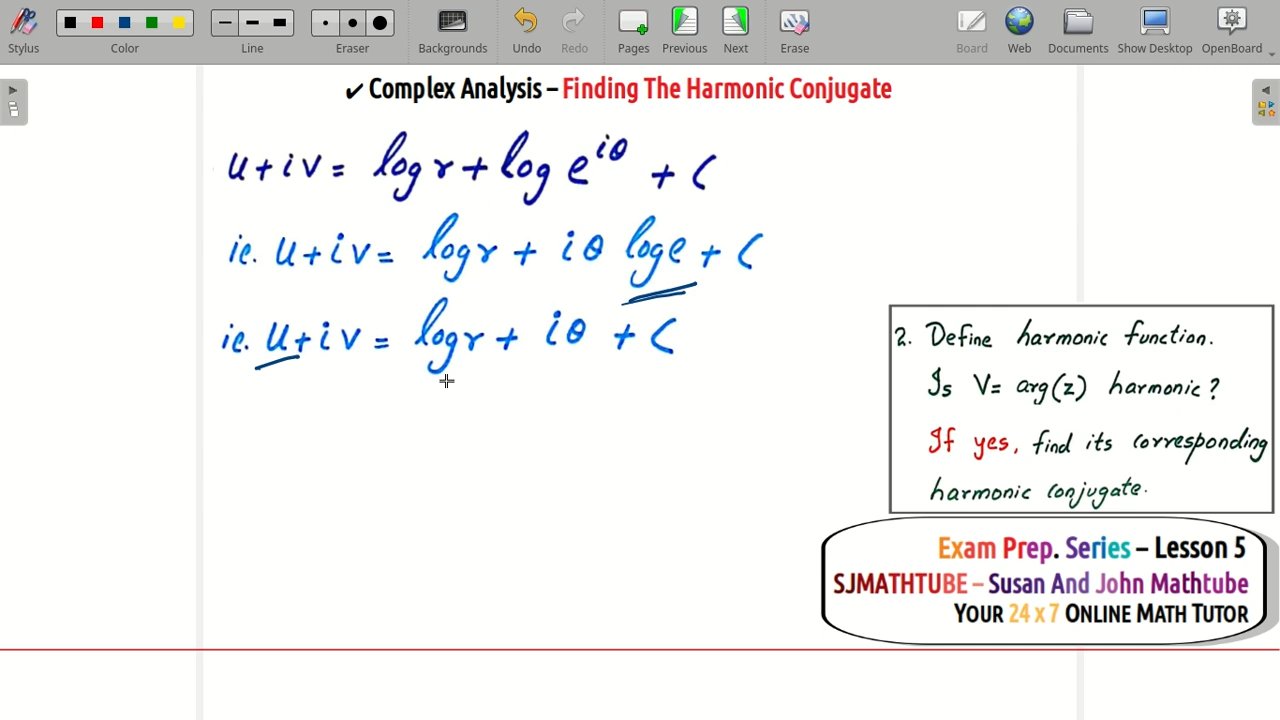 Stylus Color Line Eraser Backgrounds Undo Redo Pages Previous Next Erase Board Web Documents Show Desktop OpenBoard
✔ Complex Analysis – Finding The Harmonic Conjugate
u + iv = log r + log e^{iθ} + C
ie. u + iv = log r + iθ log e + C
ie. u + iv = log r + iθ + C
2. Define harmonic function.
Is V = arg(z) harmonic?
If yes, find its corresponding
harmonic conjugate.
Exam Prep. Series – Lesson 5
SJMATHTUBE – Susan And John Mathtube
YOUR 24 x 7 ONLINE MATH TUTOR